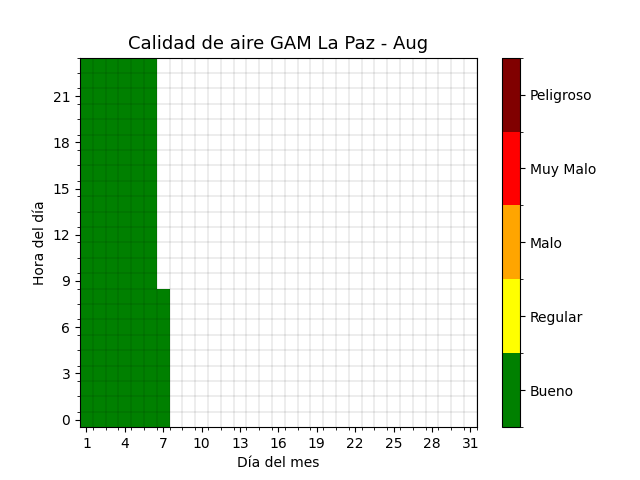 Calidad de aire GAM La Paz - Aug
Hora del día
21
18
15
12
9
6
3
0
1 4 7 10 13 16 19 22 25 28 31
Día del mes
Peligroso
Muy Malo
Malo
Regular
Bueno